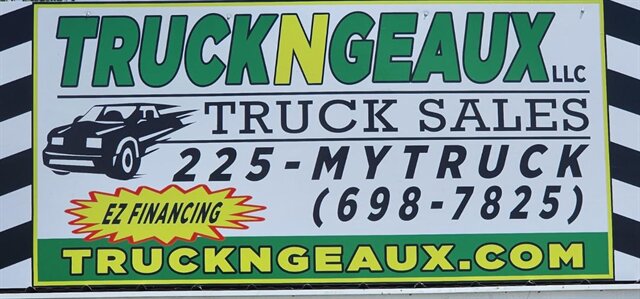 TRUCKNGEAUX LLC
TRUCK SALES
225-MYTRUCK
EZ FINANCING
(698-7825)
TRUCKNGEAUX.COM